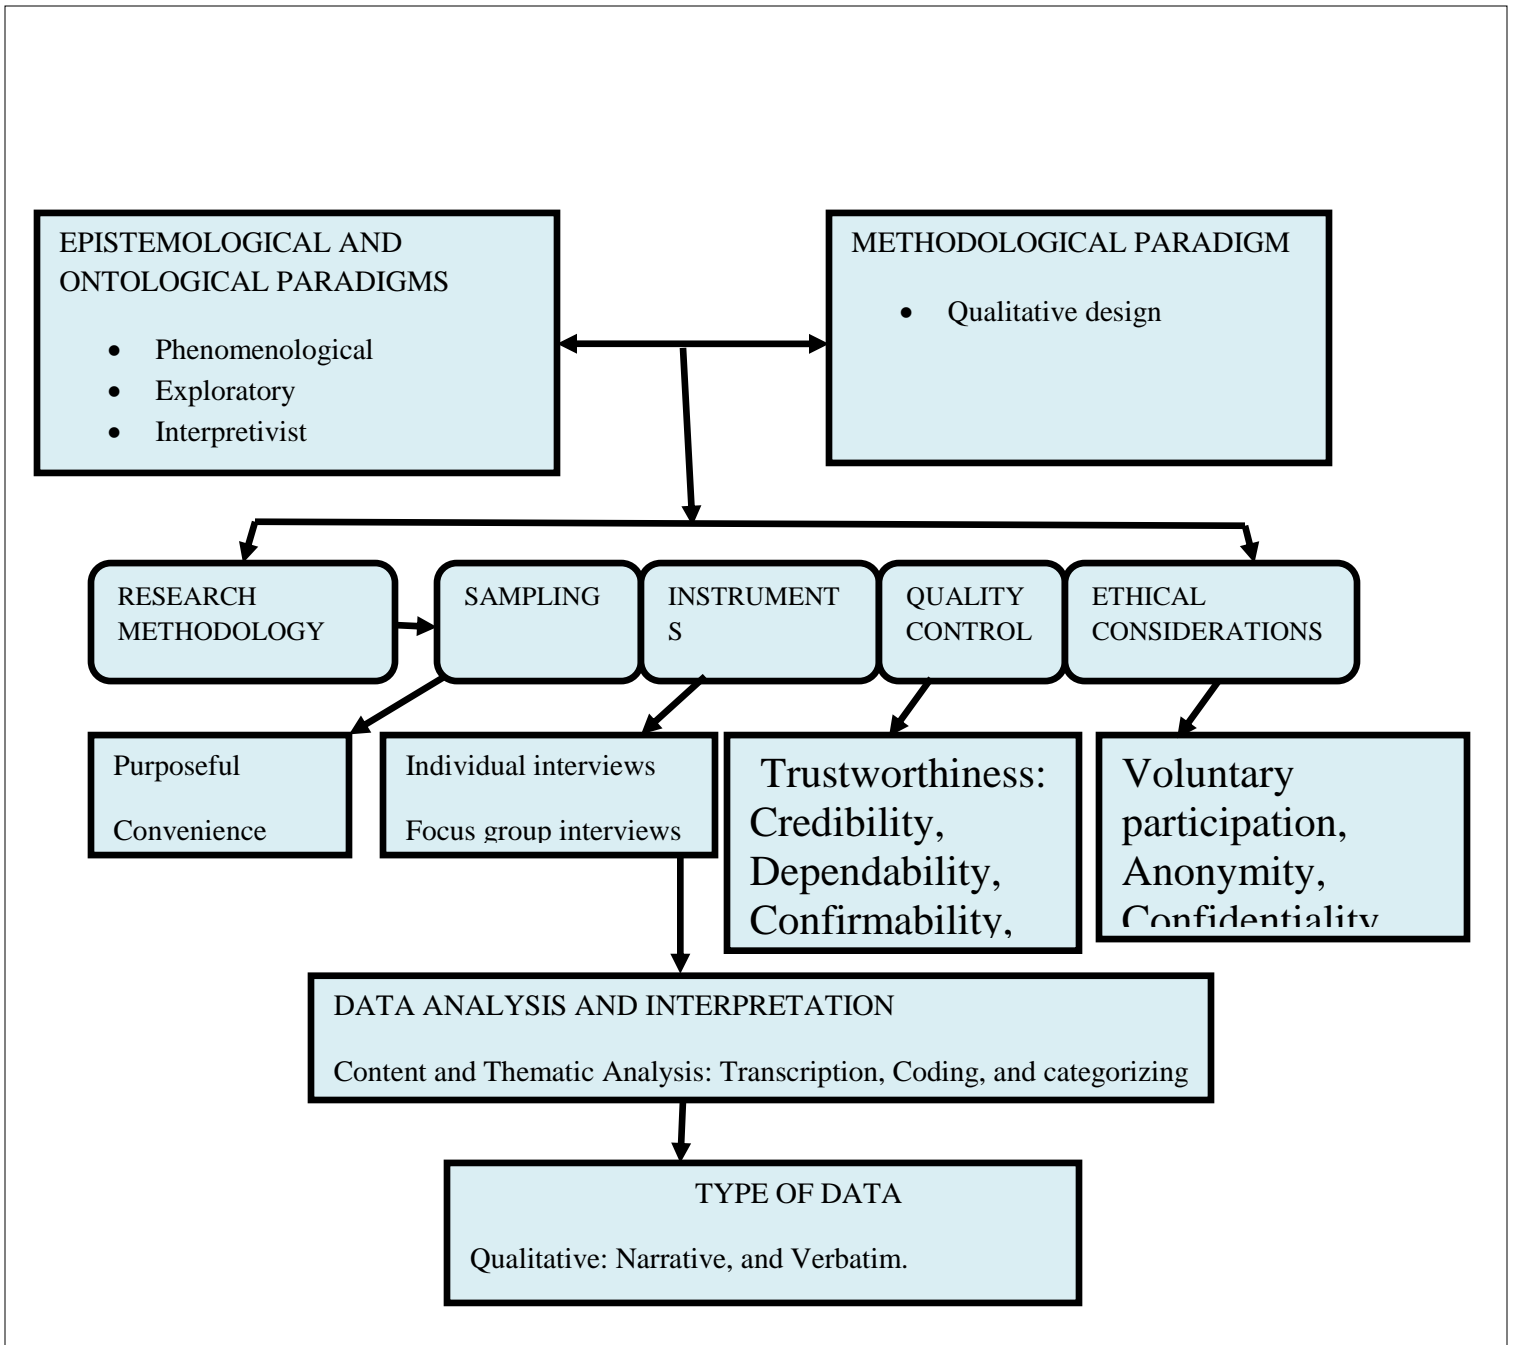 EPISTEMOLOGICAL AND
ONTOLOGICAL PARADIGMS
• Phenomenological
• Exploratory
• Interpretivist
METHODOLOGICAL PARADIGM
• Qualitative design
RESEARCH
METHODOLOGY
SAMPLING
INSTRUMENT
S
QUALITY
CONTROL
ETHICAL
CONSIDERATIONS
Purposeful
Convenience
Individual interviews
Focus group interviews
Trustworthiness:
Credibility,
Dependability,
Confirmability,
Voluntary
participation,
Anonymity,
Confidentiality
DATA ANALYSIS AND INTERPRETATION
Content and Thematic Analysis: Transcription, Coding, and categorizing
TYPE OF DATA
Qualitative: Narrative, and Verbatim.